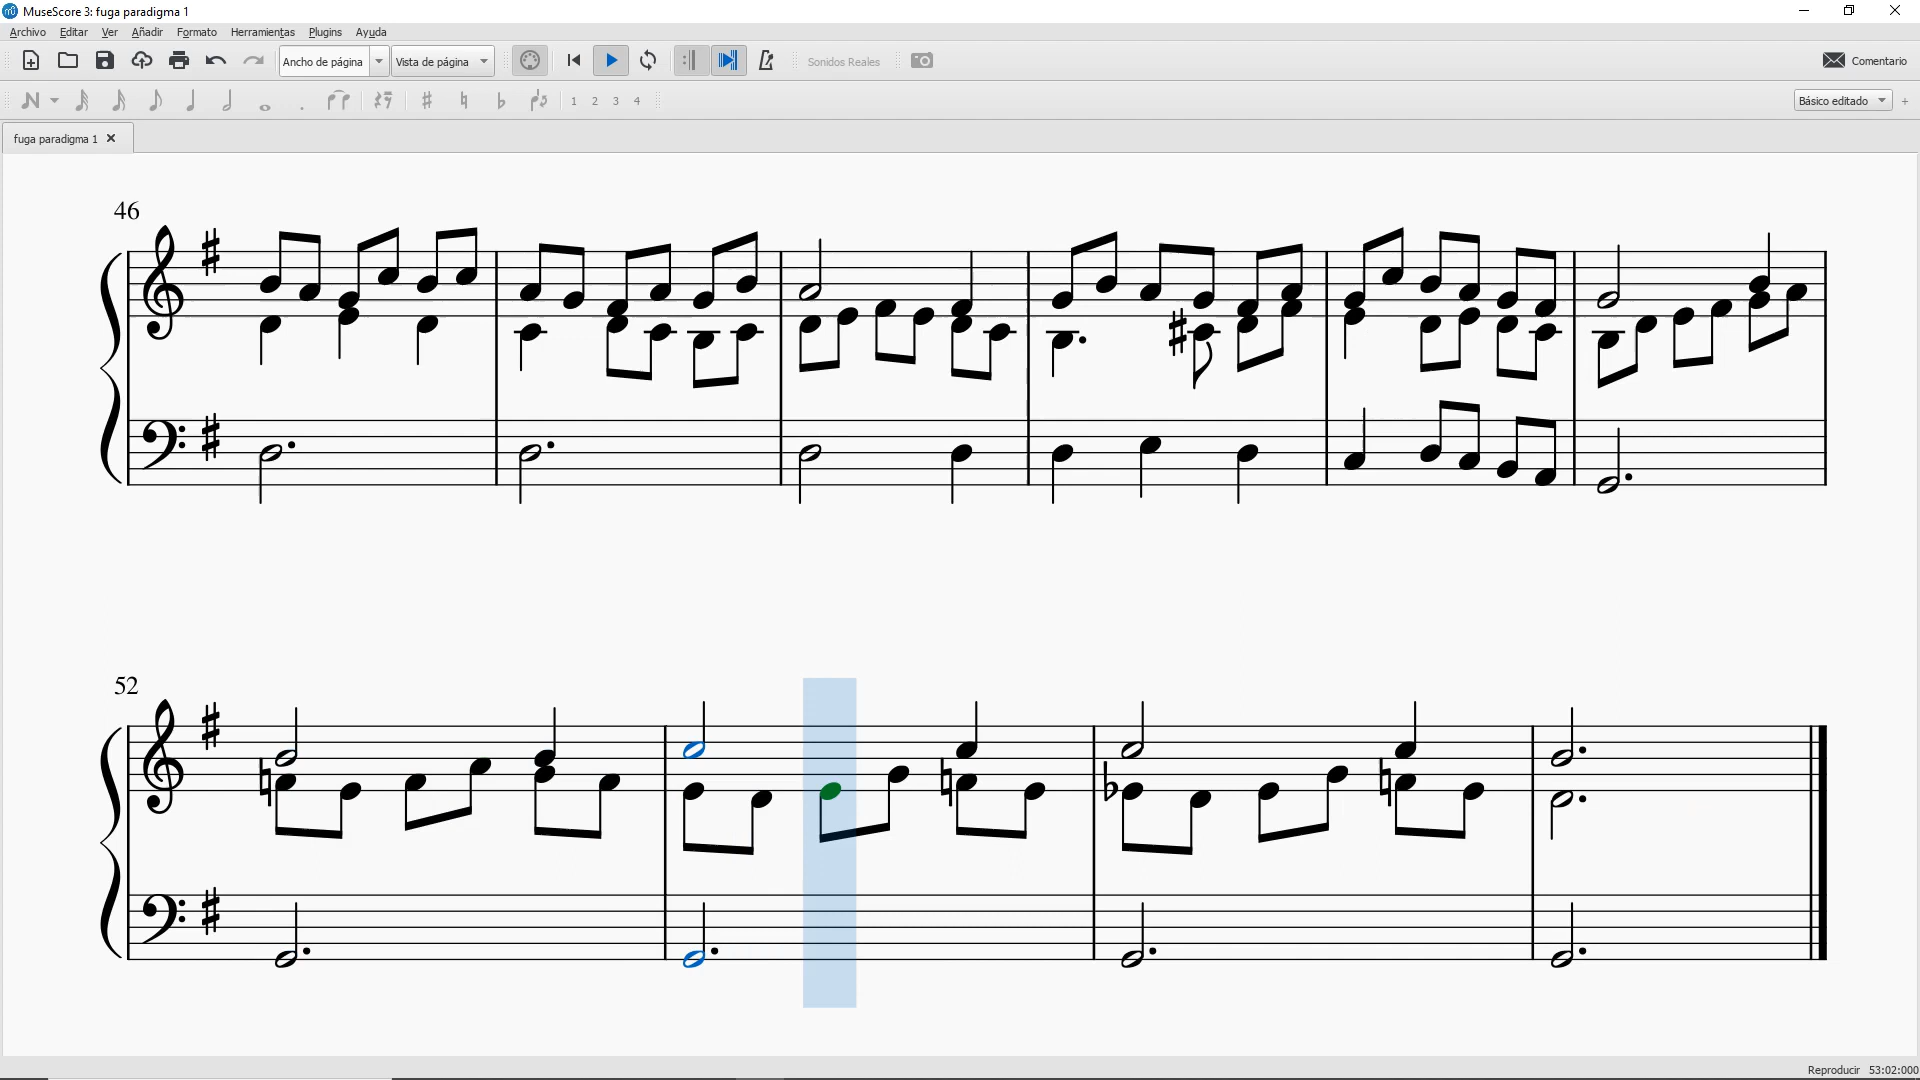 MuseScore 3: fuga paradigma 1
Archivo Editar Ver Añadir Formato Herramientas Plugins Ayuda
Ancho de página Vista de página Sonidos Reales Comentario
1 2 3 4 Básico editado +
fuga paradigma 1
46
52
Reproducir 53:02:000